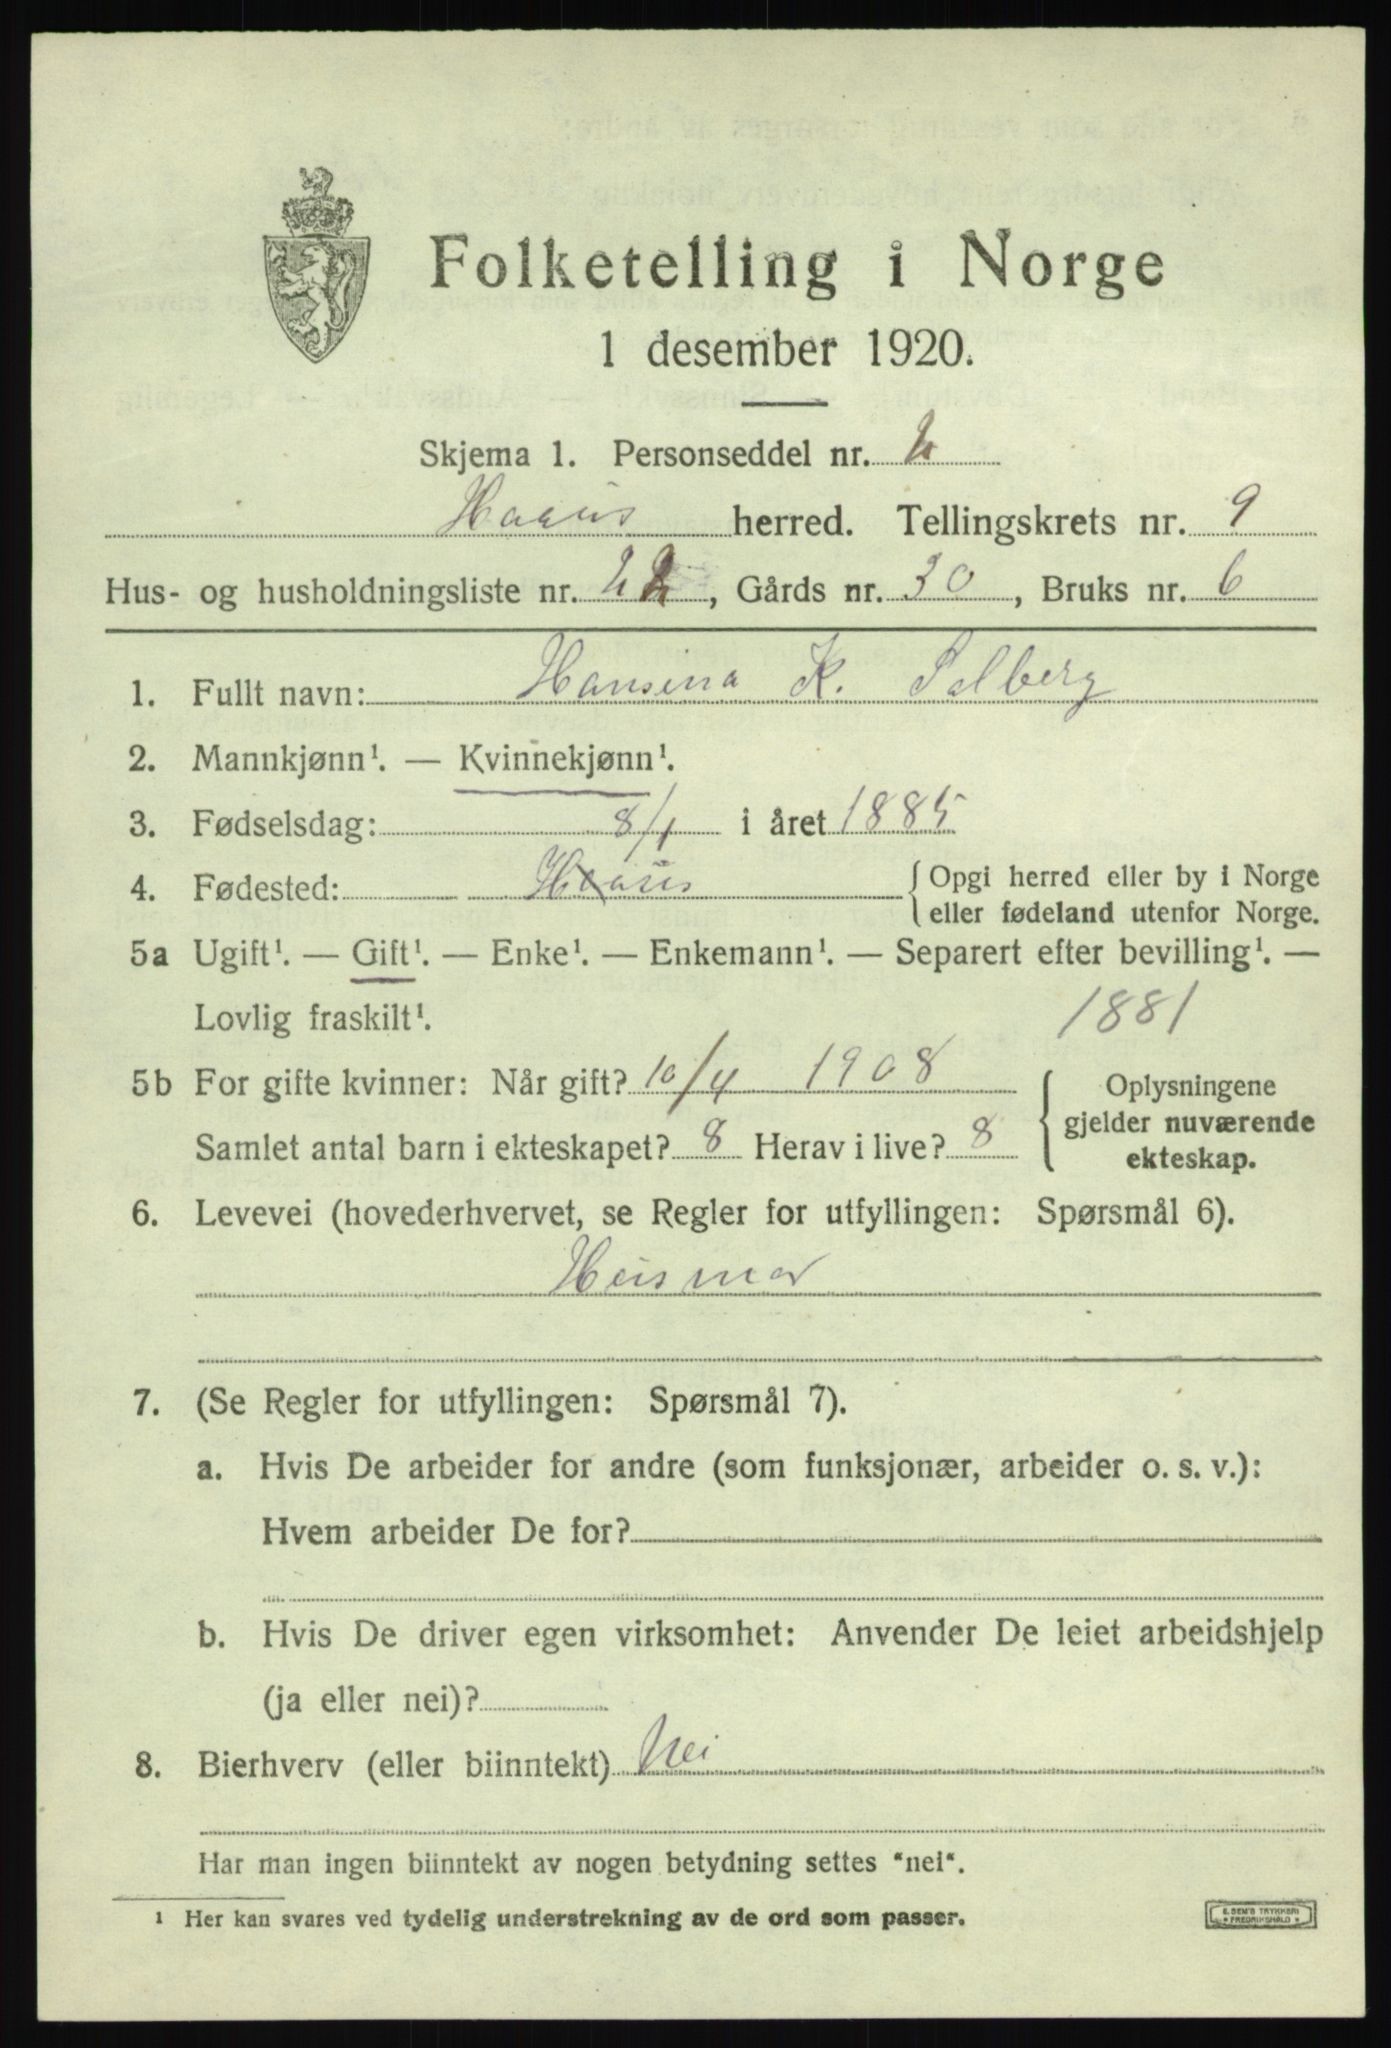 Folketelling i Norge
1 desember 1920.
Skjema 1. Personseddel nr. 2
Haaus herred. Tellingskrets nr. 9
Hus- og husholdningsliste nr. 22, Gårds nr. 30, Bruks nr. 6
1. Fullt navn: Hansina K. Solberg
2. Mannkjønn¹. — Kvinnekjønn¹.
3. Fødselsdag: 8/1 i året 1885
4. Fødested: Haaus { Opgi herred eller by i Norge
eller fødeland utenfor Norge.
5a Ugift¹. — Gift¹. — Enke¹. — Enkemann¹. — Separert efter bevilling¹. —
Lovlig fraskilt¹. 1881
5b For gifte kvinner: Når gift? 10/4 1908 { Oplysningene
gjelder nuværende
Samlet antal barn i ekteskapet? 8 Herav i live? 8 ekteskap.
6. Levevei (hovederhvervet, se Regler for utfyllingen: Spørsmål 6).
Husmor
7. (Se Regler for utfyllingen: Spørsmål 7).
a. Hvis De arbeider for andre (som funksjonær, arbeider o. s. v.):
Hvem arbeider De for?
b. Hvis De driver egen virksomhet: Anvender De leiet arbeidshjelp
(ja eller nei)?
8. Bierhverv (eller biinntekt) Nei
Har man ingen biinntekt av nogen betydning settes "nei".
¹ Her kan svares ved tydelig understrekning av de ord som passer.
E. SEM'S TRYKKERI
FREDRIKSHALD